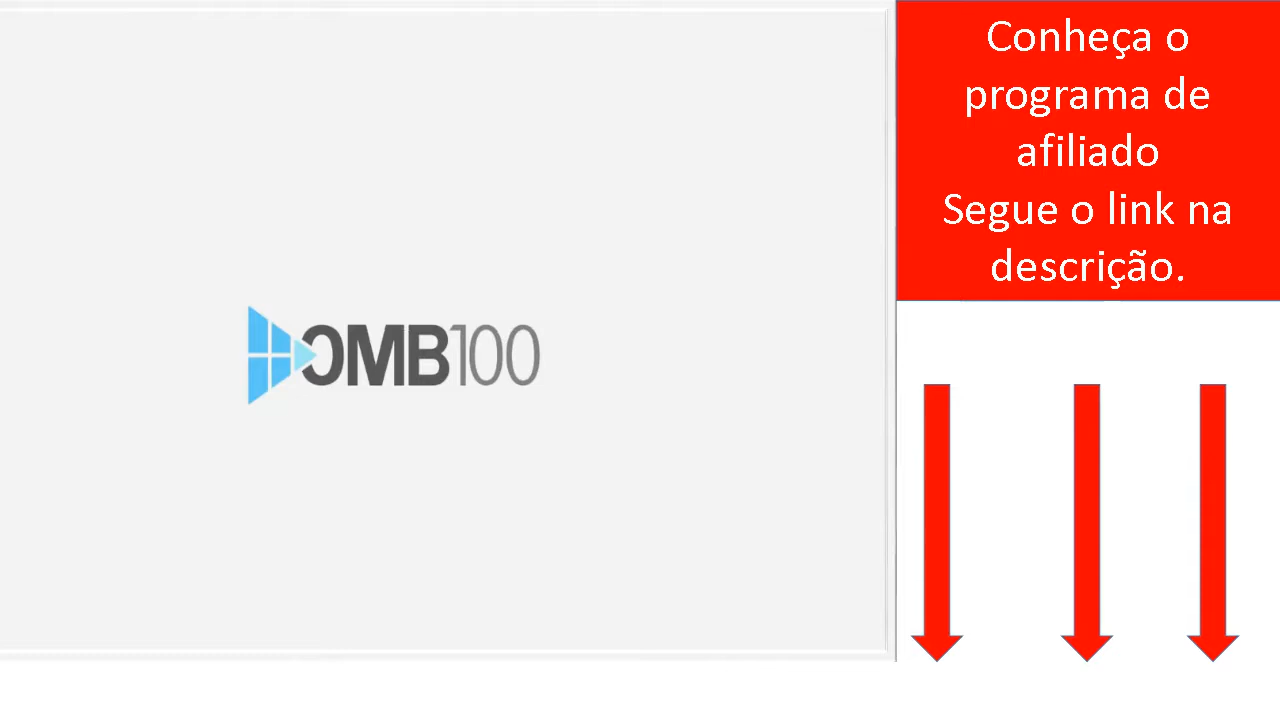 Conheça o
programa de
afiliado
Segue o link na
descrição.
OMB100